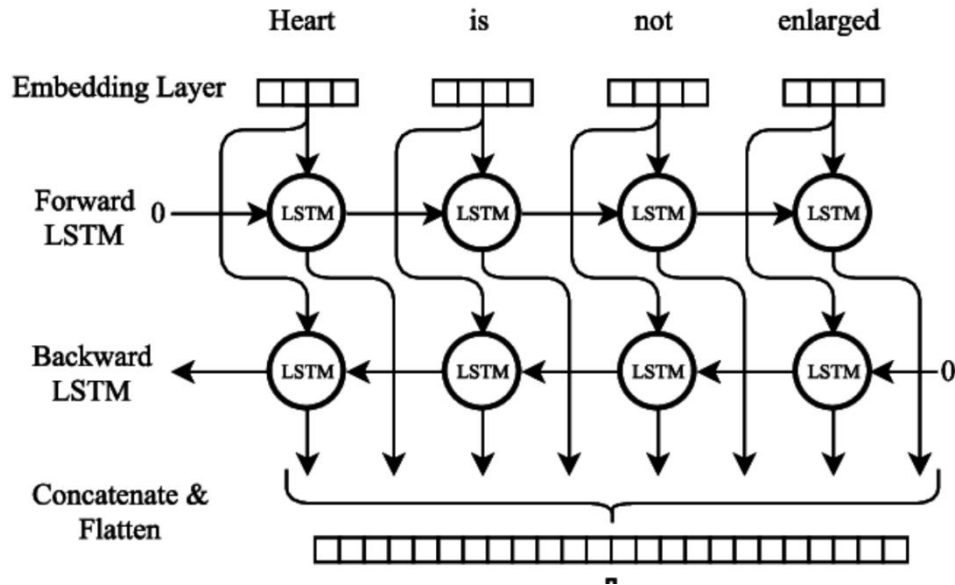 Heart is not enlarged
Embedding Layer
LSTM LSTM LSTM LSTM
Forward
LSTM
0
Backward
LSTM
LSTM LSTM LSTM LSTM
0
Concatenate &
Flatten